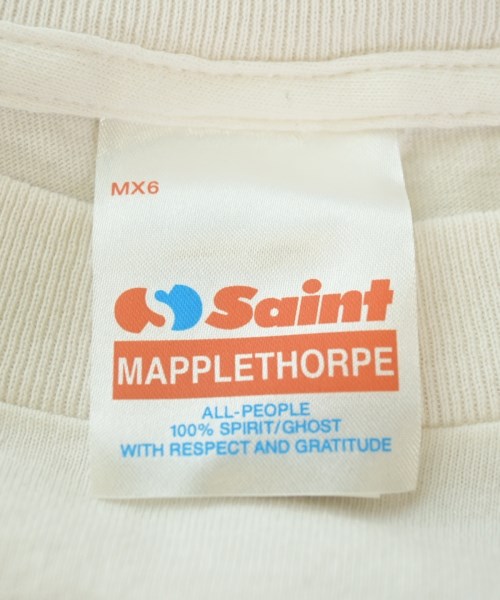 MX6
Saint
MAPPLETHORPE
ALL-PEOPLE
100% SPIRIT/GHOST
WITH RESPECT AND GRATITUDE